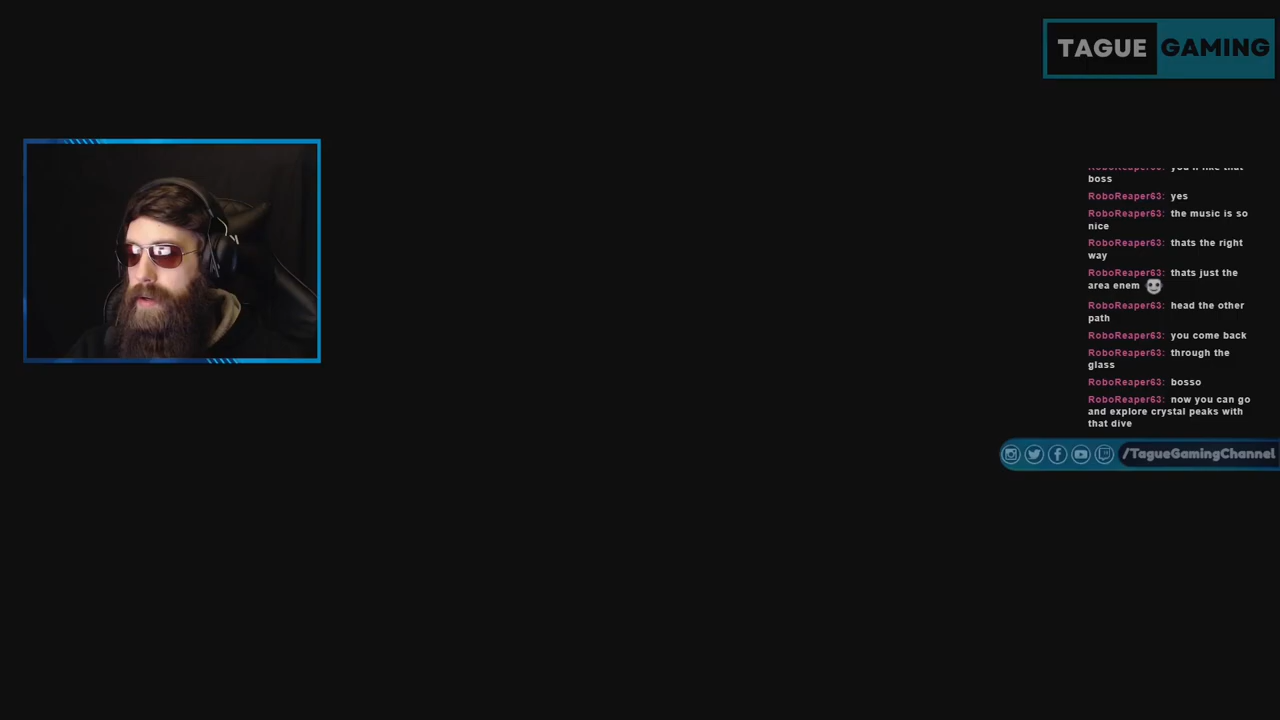 TAGUE GAMING
boss
RoboReaper63: yes
RoboReaper63: the music is so
nice
RoboReaper63: thats the right
way
RoboReaper63: thats just the
area enem
RoboReaper63: head the other
path
RoboReaper63: you come back
RoboReaper63: through the
glass
RoboReaper63: bosso
RoboReaper63: now you can go
and explore crystal peaks with
that dive
/TagueGamingChannel